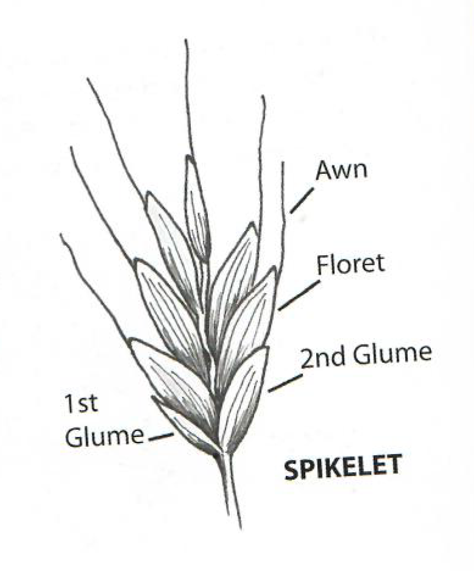 Awn
Floret
2nd Glume
1st
Glume
SPIKELET